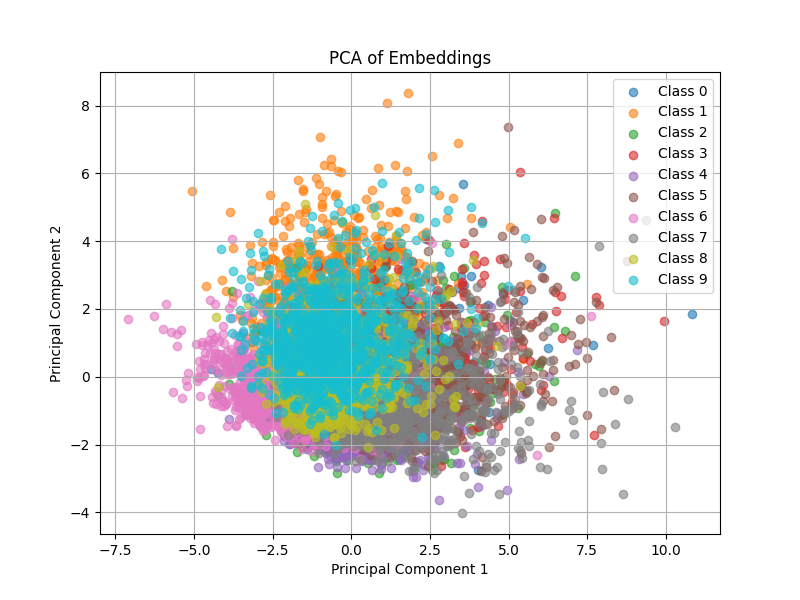 PCA of Embeddings
Class 0
Class 1
Class 2
Class 3
Class 4
Class 5
Class 6
Class 7
Class 8
Class 9
8
6
4
2
0
−2
−4
Principal Component 2
−7.5 −5.0 −2.5 0.0 2.5 5.0 7.5 10.0
Principal Component 1